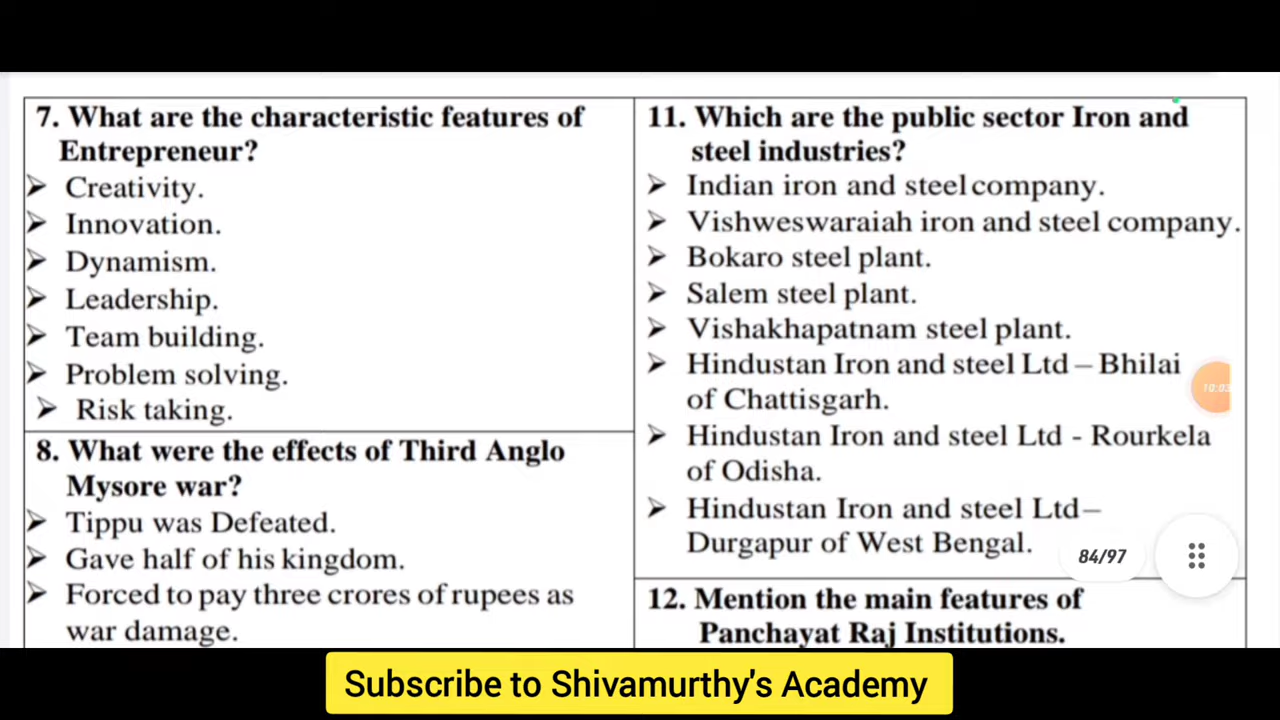 7. What are the characteristic features of
Entrepreneur?
➢ Creativity.
➢ Innovation.
➢ Dynamism.
➢ Leadership.
➢ Team building.
➢ Problem solving.
➢ Risk taking.
8. What were the effects of Third Anglo
Mysore war?
➢ Tippu was Defeated.
➢ Gave half of his kingdom.
➢ Forced to pay three crores of rupees as
war damage.
11. Which are the public sector Iron and
steel industries?
➢ Indian iron and steel company.
➢ Vishweswaraiah iron and steel company.
➢ Bokaro steel plant.
➢ Salem steel plant.
➢ Vishakhapatnam steel plant.
➢ Hindustan Iron and steel Ltd – Bhilai
of Chattisgarh.
➢ Hindustan Iron and steel Ltd - Rourkela
of Odisha.
➢ Hindustan Iron and steel Ltd–
Durgapur of West Bengal.
12. Mention the main features of
Panchayat Raj Institutions.
10:03
84/97
Subscribe to Shivamurthy's Academy